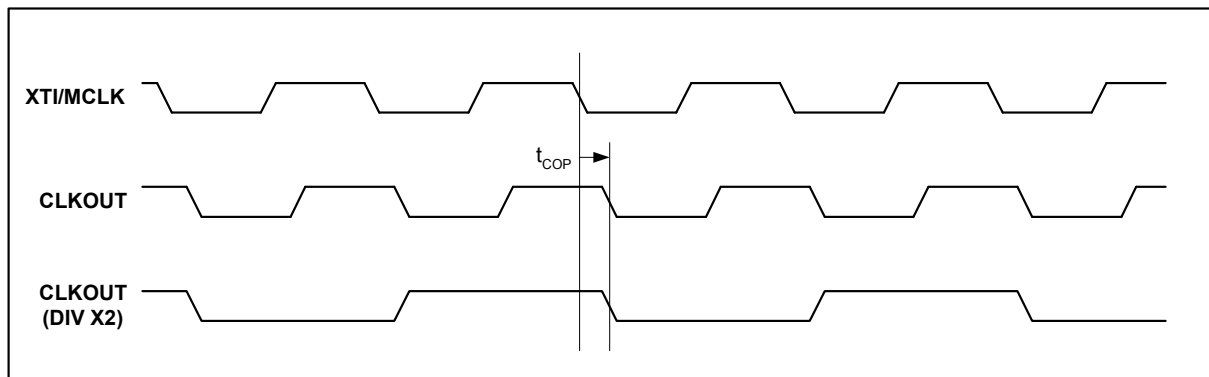 XTI/MCLK
tCOP
CLKOUT
CLKOUT
(DIV X2)